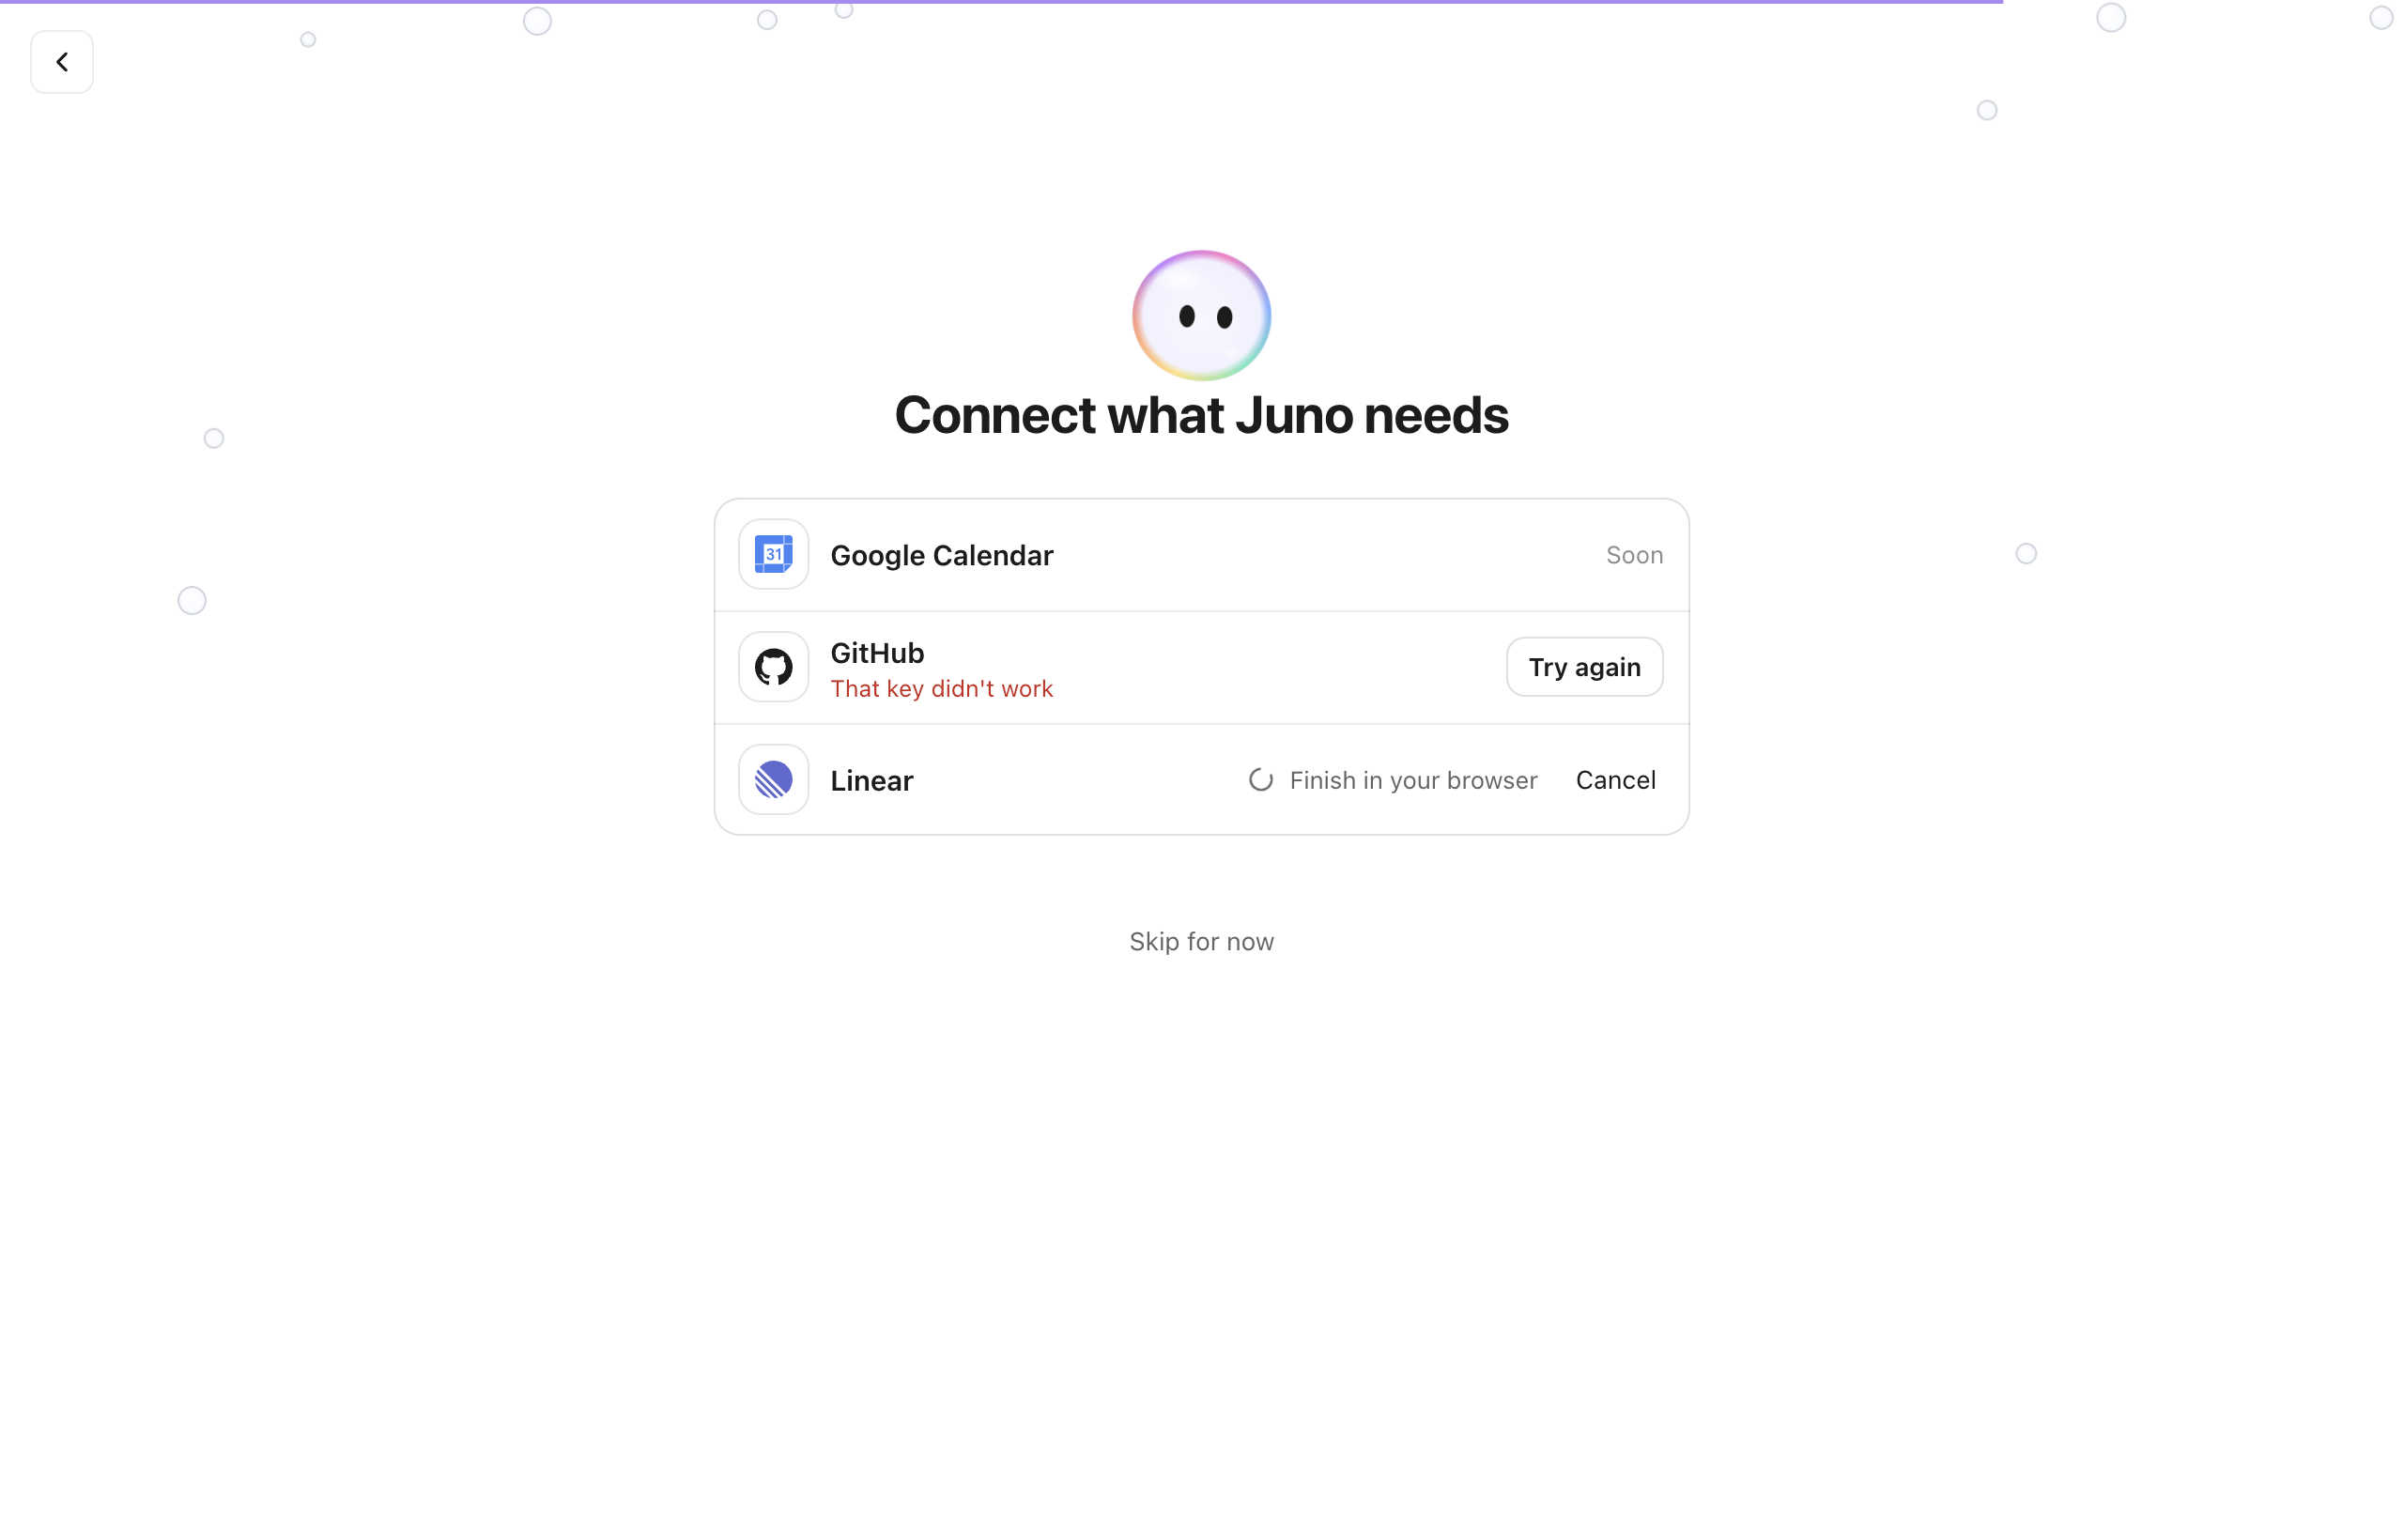 Connect what Juno needs
31
Google Calendar
Soon
GitHub
That key didn't work
Try again
Linear
Finish in your browser
Cancel
Skip for now